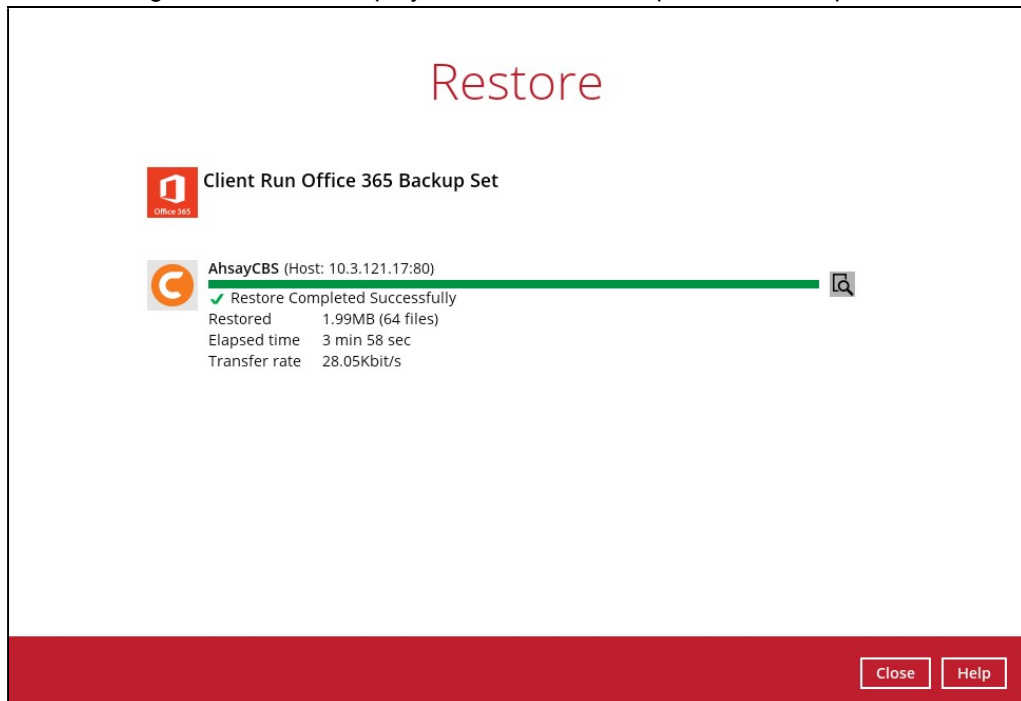 Restore
Client Run Office 365 Backup Set
Office 365
AhsayCBS (Host: 10.3.121.17:80)
Restore Completed Successfully
Restored 1.99MB (64 files)
Elapsed time 3 min 58 sec
Transfer rate 28.05Kbit/s
Close Help